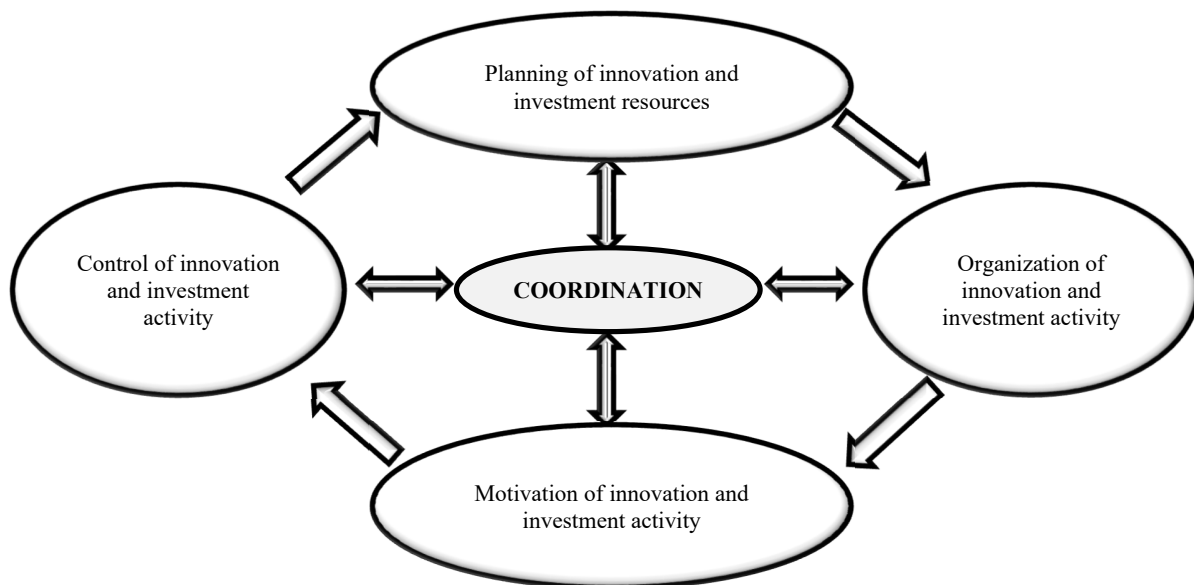 Planning of innovation and
investment resources
Control of innovation
and investment
activity
COORDINATION
Organization of
innovation and
investment activity
Motivation of innovation and
investment activity